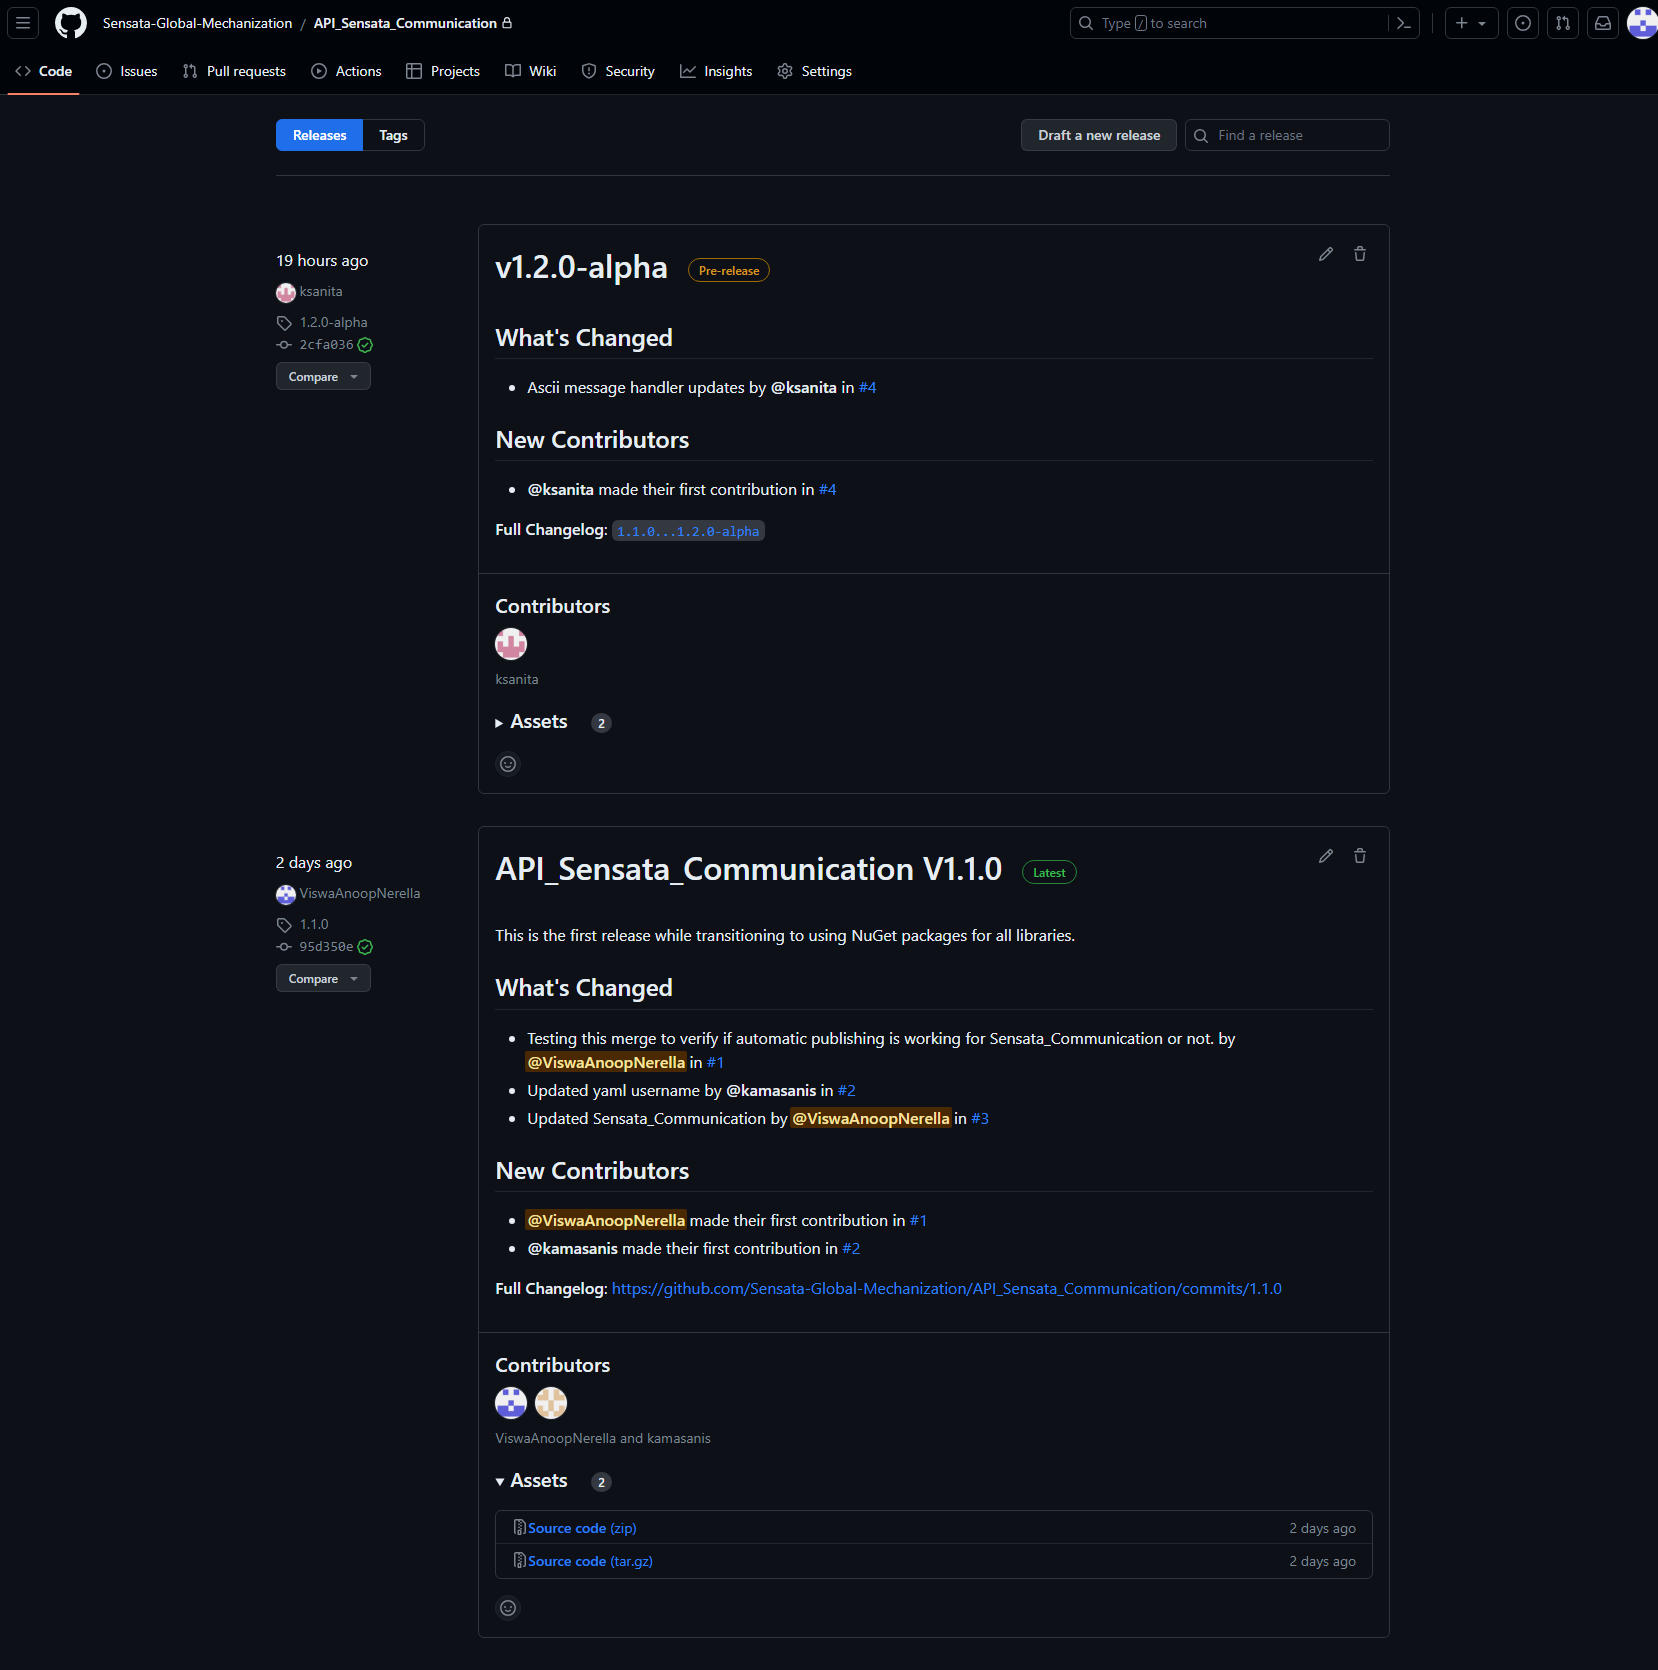 Sensata-Global-Mechanization / API_Sensata_Communication
Type / to search
Code Issues Pull requests Actions Projects Wiki Security Insights Settings
Releases Tags
Draft a new release
Find a release
19 hours ago
ksanita
1.2.0-alpha
2cfa036
Compare
v1.2.0-alpha Pre-release
What's Changed
Ascii message handler updates by @ksanita in #4
New Contributors
@ksanita made their first contribution in #4
Full Changelog: 1.1.0...1.2.0-alpha
Contributors
ksanita
Assets 2
2 days ago
ViswaAnoopNerella
1.1.0
95d350e
Compare
API_Sensata_Communication V1.1.0 Latest
This is the first release while transitioning to using NuGet packages for all libraries.
What's Changed
Testing this merge to verify if automatic publishing is working for Sensata_Communication or not. by
@ViswaAnoopNerella in #1
Updated yaml username by @kamasanis in #2
Updated Sensata_Communication by @ViswaAnoopNerella in #3
New Contributors
@ViswaAnoopNerella made their first contribution in #1
@kamasanis made their first contribution in #2
Full Changelog: https://github.com/Sensata-Global-Mechanization/API_Sensata_Communication/commits/1.1.0
Contributors
ViswaAnoopNerella and kamasanis
Assets 2
Source code (zip) 2 days ago
Source code (tar.gz) 2 days ago